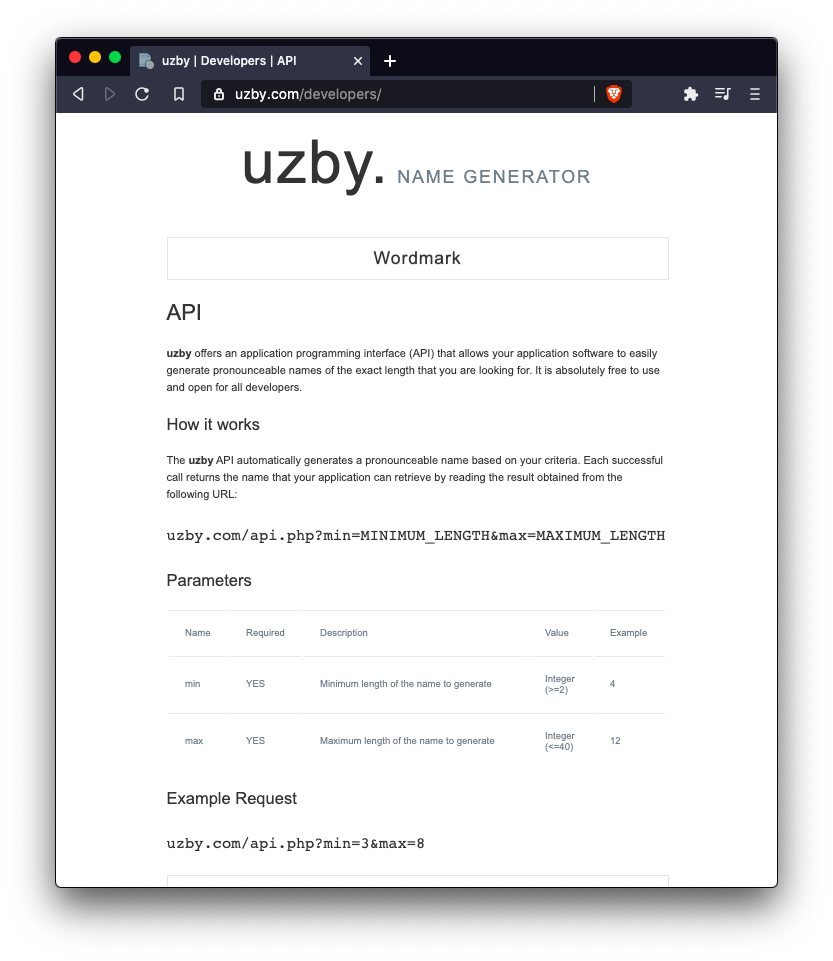 uzby | Developers | API
uzby.com/developers/
uzby. NAME GENERATOR
Wordmark
API
uzby offers an application programming interface (API) that allows your application software to easily
generate pronounceable names of the exact length that you are looking for. It is absolutely free to use
and open for all developers.
How it works
The uzby API automatically generates a pronounceable name based on your criteria. Each successful
call returns the name that your application can retrieve by reading the result obtained from the
following URL:
uzby.com/api.php?min=MINIMUM_LENGTH&max=MAXIMUM_LENGTH
Parameters
Name Required Description Value Example
min YES Minimum length of the name to generate Integer (>=2) 4
max YES Maximum length of the name to generate Integer (<=40) 12
Example Request
uzby.com/api.php?min=3&max=8